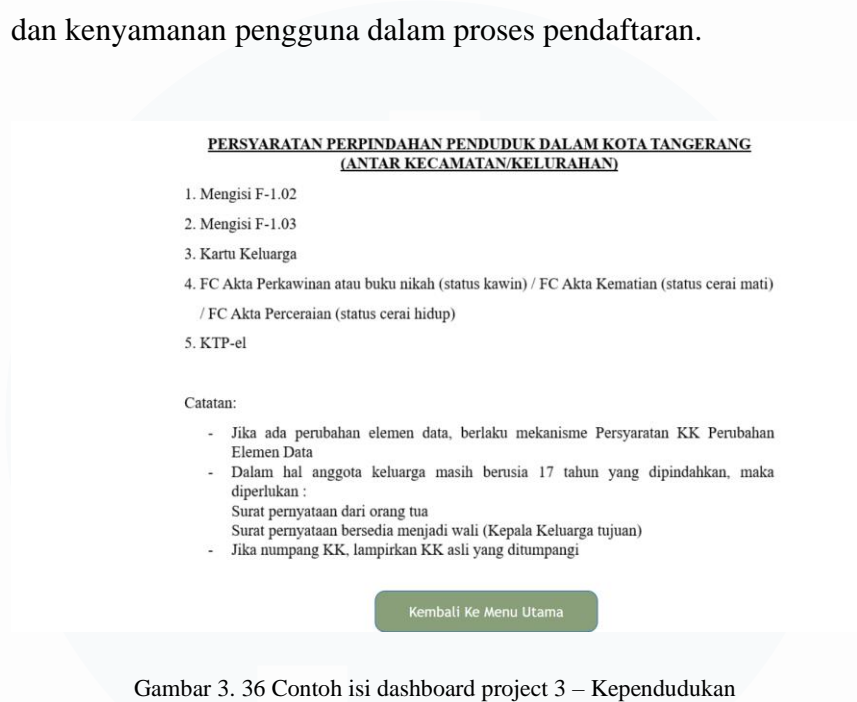 dan kenyamanan pengguna dalam proses pendaftaran.
PERSYARATAN PERPINDAHAN PENDUDUK DALAM KOTA TANGERANG
(ANTAR KECAMATAN/KELURAHAN)
1. Mengisi F-1.02
2. Mengisi F-1.03
3. Kartu Keluarga
4. FC Akta Perkawinan atau buku nikah (status kawin) / FC Akta Kematian (status cerai mati)
/ FC Akta Perceraian (status cerai hidup)
5. KTP-el
Catatan:
- Jika ada perubahan elemen data, berlaku mekanisme Persyaratan KK Perubahan
Elemen Data
- Dalam hal anggota keluarga masih berusia 17 tahun yang dipindahkan, maka
diperlukan :
Surat pernyataan dari orang tua
Surat pernyataan bersedia menjadi wali (Kepala Keluarga tujuan)
- Jika numpang KK, lampirkan KK asli yang ditumpangi
Kembali Ke Menu Utama
Gambar 3. 36 Contoh isi dashboard project 3 – Kependudukan